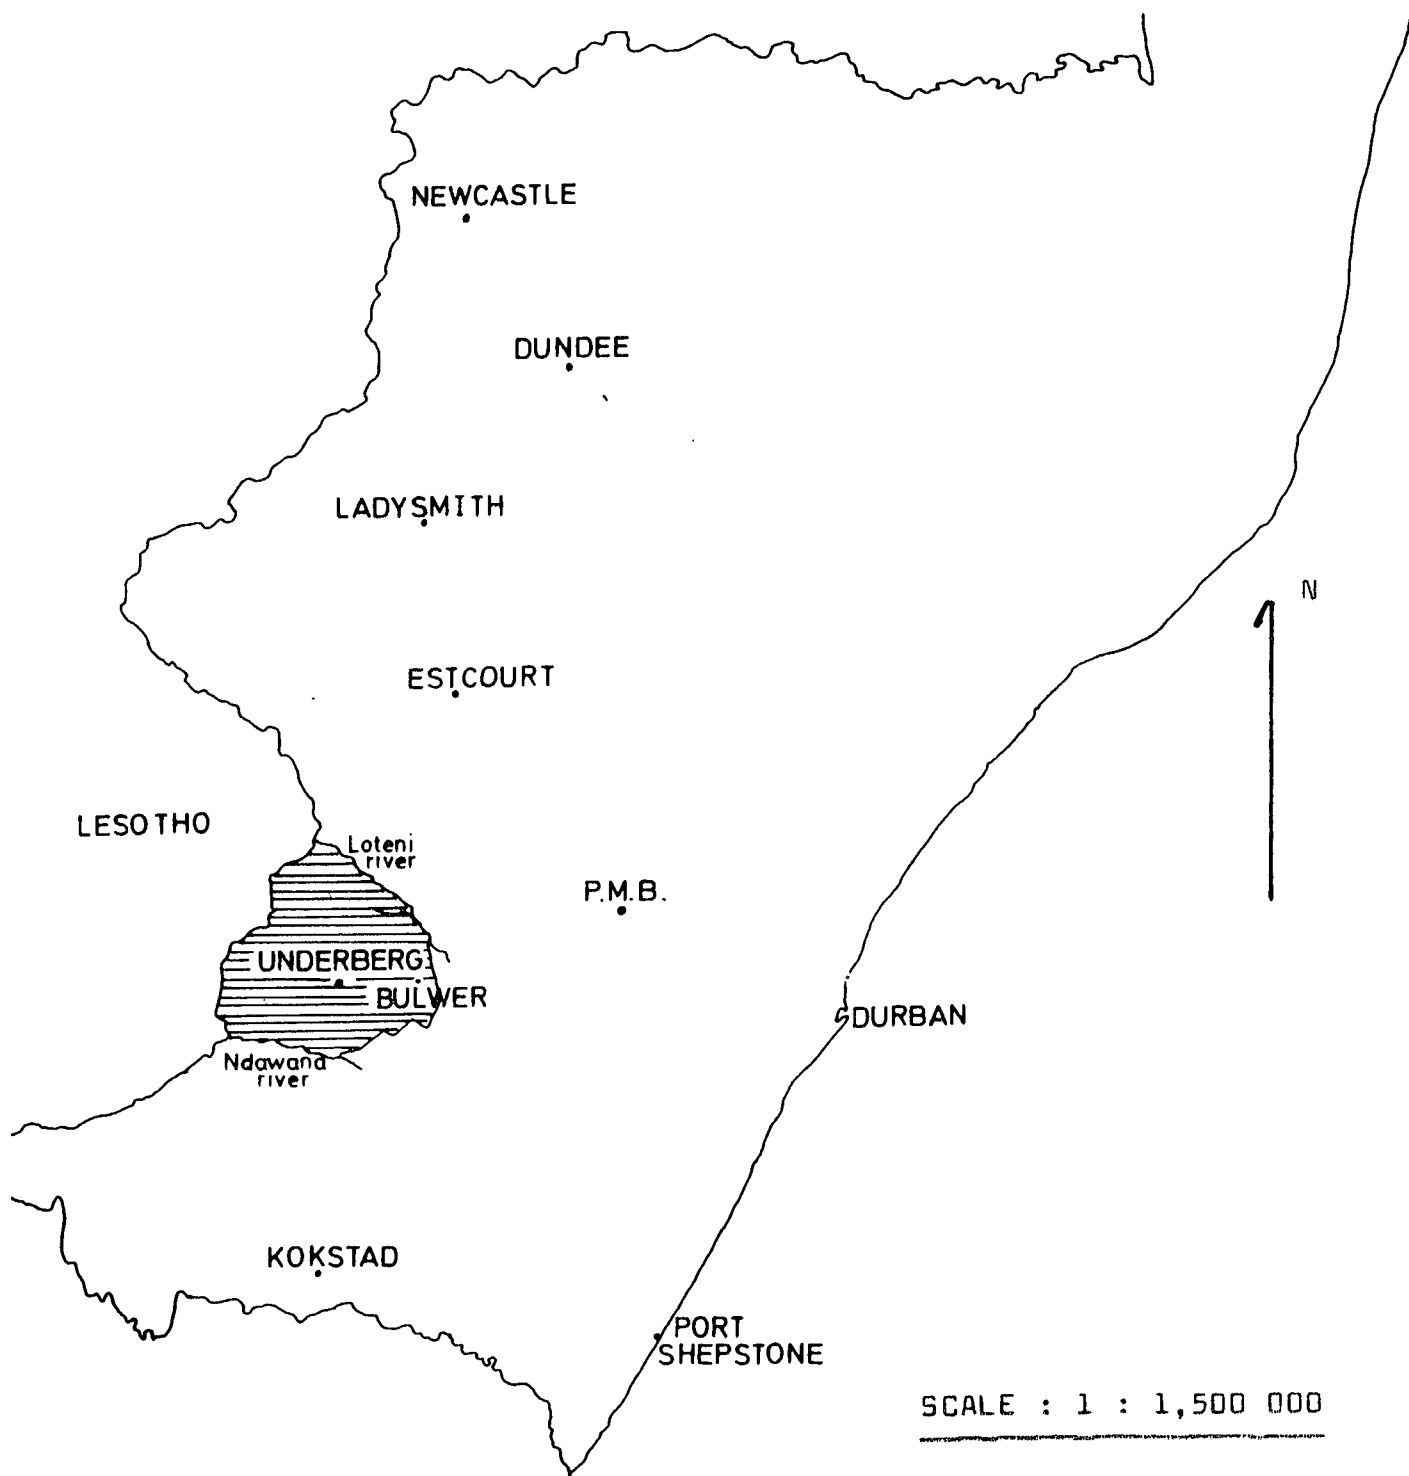 NEWCASTLE
DUNDEE
LADYSMITH
N
ESTCOURT
LESOTHO
Loteni
river
P.M.B.
UNDERBERG
BULWER
DURBAN
Ndawana
river
KOKSTAD
PORT
SHEPSTONE
SCALE : 1 : 1,500 000